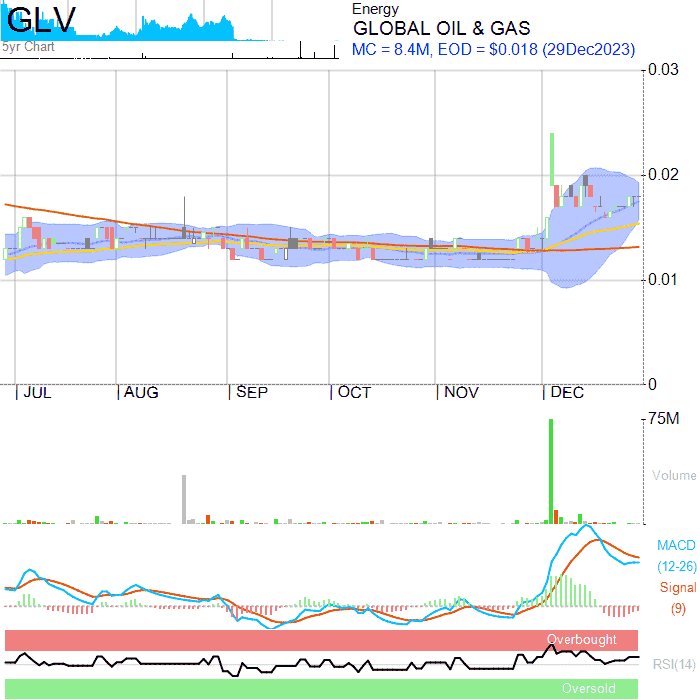 GLV
5yr Chart
Energy
GLOBAL OIL & GAS
MC = 8.4M, EOD = $0.018 (29Dec2023)
0.03
0.02
0.01
0
JUL AUG SEP OCT NOV DEC
75M
Volume
MACD
(12-26)
Signal
(9)
Overbought
RSI(14)
Oversold